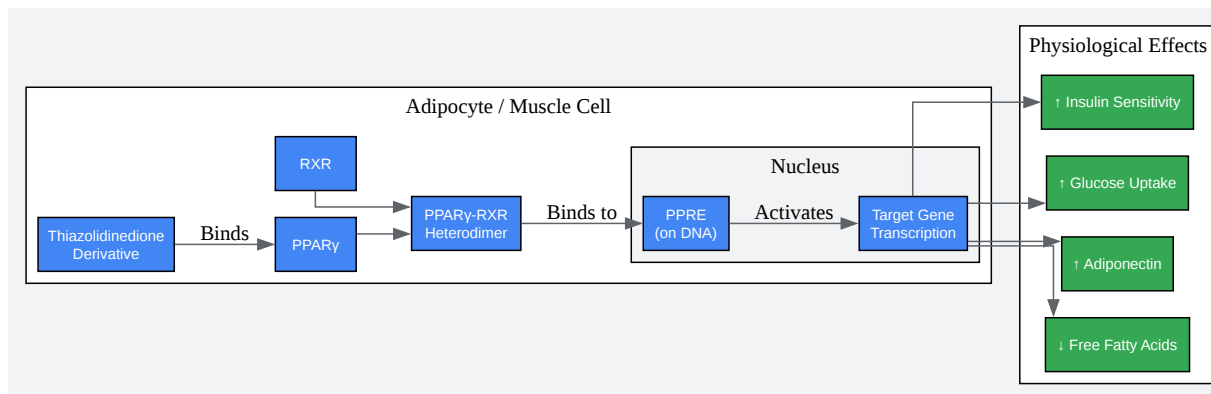 Physiological Effects
Adipocyte / Muscle Cell
↑ Insulin Sensitivity
RXR
Nucleus
↑ Glucose Uptake
Thiazolidinedione
Derivative
Binds
PPARγ
PPARγ-RXR
Heterodimer
Binds to
PPRE
(on DNA)
Activates
Target Gene
Transcription
↑ Adiponectin
↓ Free Fatty Acids